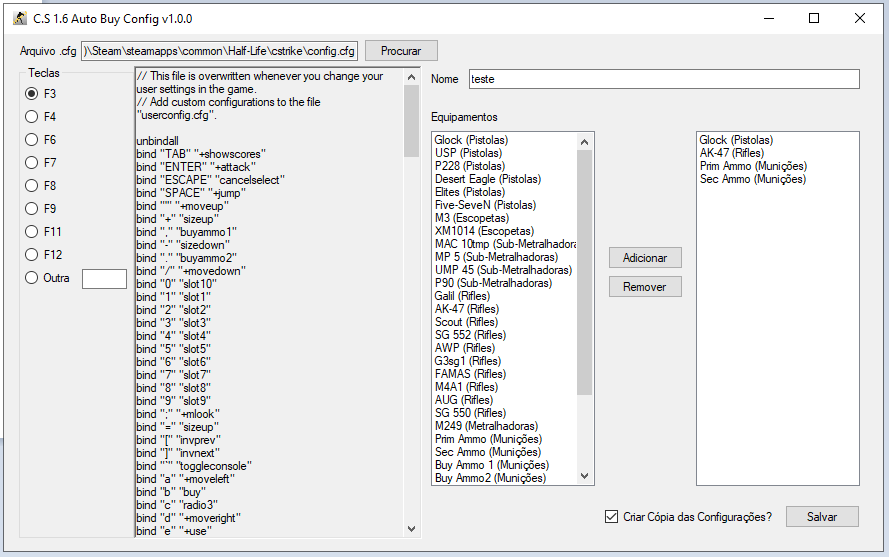 C.S 1.6 Auto Buy Config v1.0.0
Arquivo .cfg
)\Steam\steamapps\common\Half-Life\cstrike\config.cfg
Procurar
Teclas
F3
F4
F6
F7
F8
F9
F11
F12
Outra
// This file is overwritten whenever you change your
user settings in the game.
// Add custom configurations to the file
"userconfig.cfg".
unbindall
bind "TAB" "+showscores"
bind "ENTER" "+attack"
bind "ESCAPE" "cancelselect"
bind "SPACE" "+jump"
bind "'" "+moveup"
bind "+" "sizeup"
bind "," "buyammo1"
bind "-" "sizedown"
bind "." "buyammo2"
bind "/" "+movedown"
bind "0" "slot10"
bind "1" "slot1"
bind "2" "slot2"
bind "3" "slot3"
bind "4" "slot4"
bind "5" "slot5"
bind "6" "slot6"
bind "7" "slot7"
bind "8" "slot8"
bind "9" "slot9"
bind ";" "+mlook"
bind "=" "sizeup"
bind "[" "invprev"
bind "]" "invnext"
bind "`" "toggleconsole"
bind "a" "+moveleft"
bind "b" "buy"
bind "c" "radio3"
bind "d" "+moveright"
bind "e" "+use"
Nome
teste
Equipamentos
Glock (Pistolas)
USP (Pistolas)
P228 (Pistolas)
Desert Eagle (Pistolas)
Elites (Pistolas)
Five-SeveN (Pistolas)
M3 (Escopetas)
XM1014 (Escopetas)
MAC 10tmp (Sub-Metralhadora
MP 5 (Sub-Metralhadoras)
UMP 45 (Sub-Metralhadoras)
P90 (Sub-Metralhadoras)
Galil (Rifles)
AK-47 (Rifles)
Scout (Rifles)
SG 552 (Rifles)
AWP (Rifles)
G3sg1 (Rifles)
FAMAS (Rifles)
M4A1 (Rifles)
AUG (Rifles)
SG 550 (Rifles)
M249 (Metralhadoras)
Prim Ammo (Munições)
Sec Ammo (Munições)
Buy Ammo 1 (Munições)
Buy Ammo2 (Munições)
Adicionar
Remover
Glock (Pistolas)
AK-47 (Rifles)
Prim Ammo (Munições)
Sec Ammo (Munições)
Criar Cópia das Configurações?
Salvar